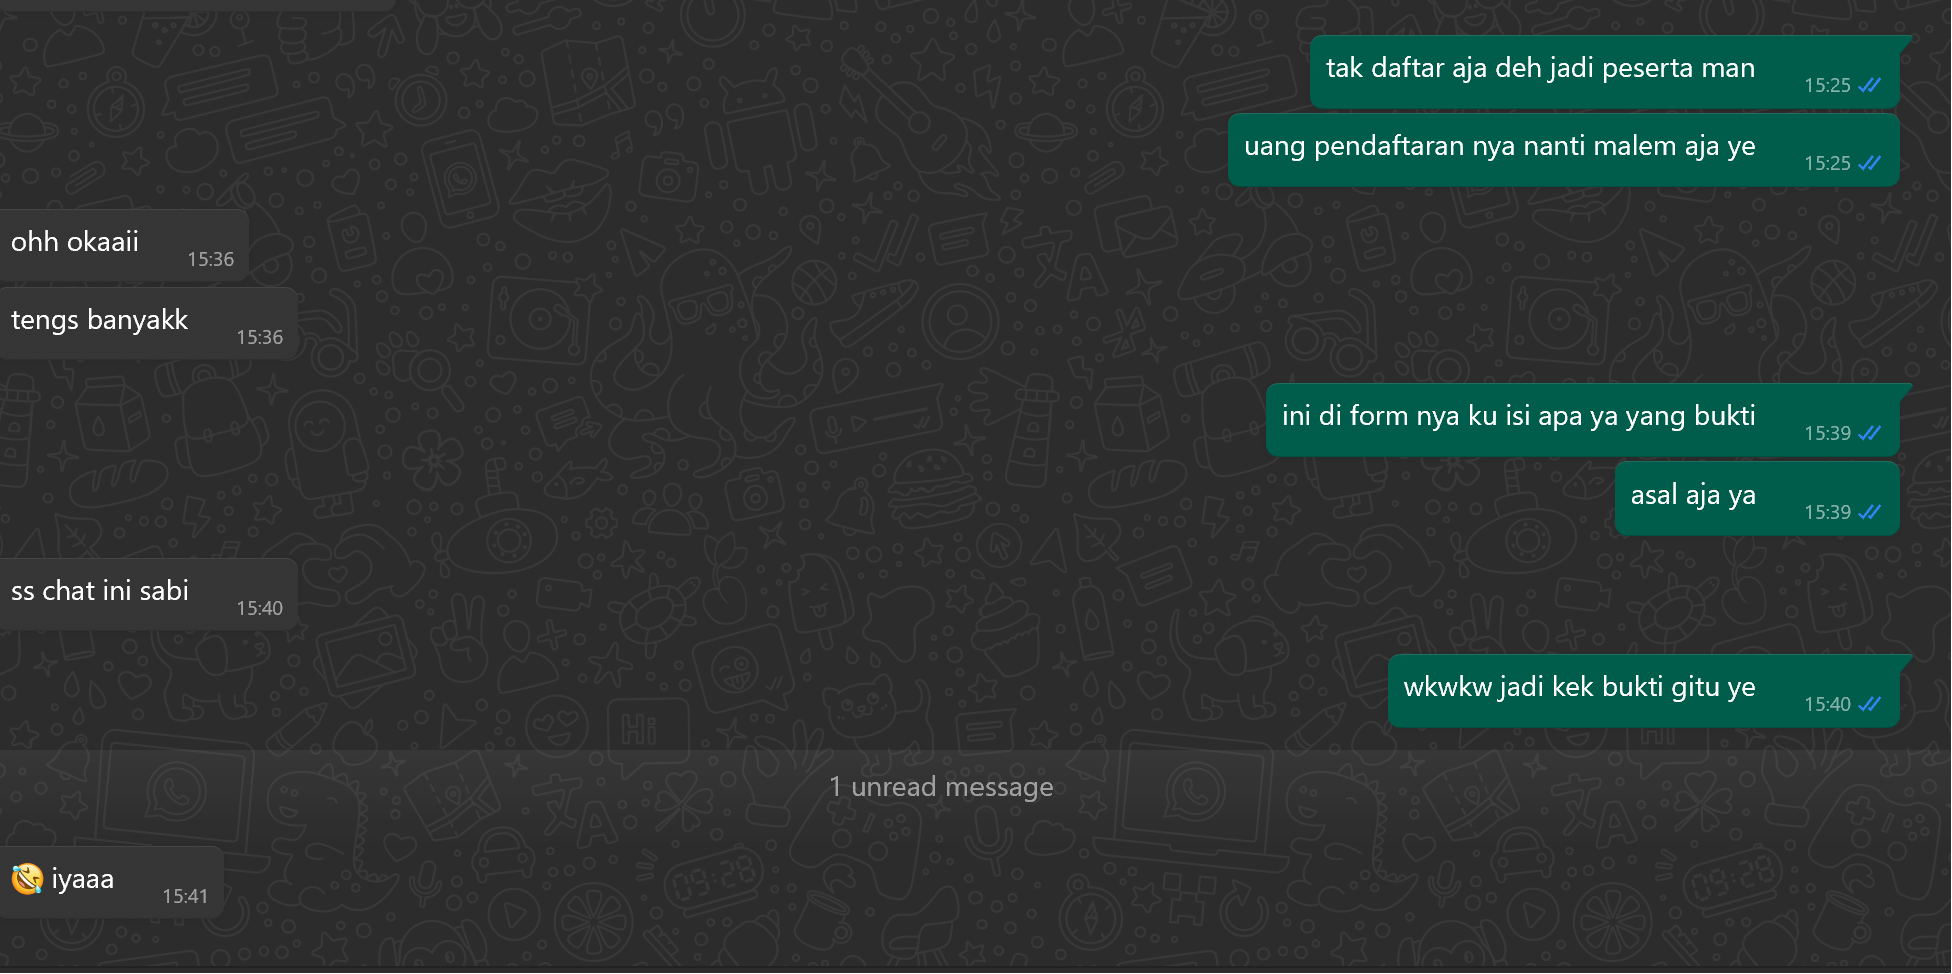 tak daftar aja deh jadi peserta man
15:25
uang pendaftaran nya nanti malem aja ye
15:25
ohh okaaii
15:36
tengs banyakk
15:36
ini di form nya ku isi apa ya yang bukti
15:39
asal aja ya
15:39
ss chat ini sabi
15:40
wkwkw jadi kek bukti gitu ye
15:40
1 unread message
🤣 iyaaa
15:41